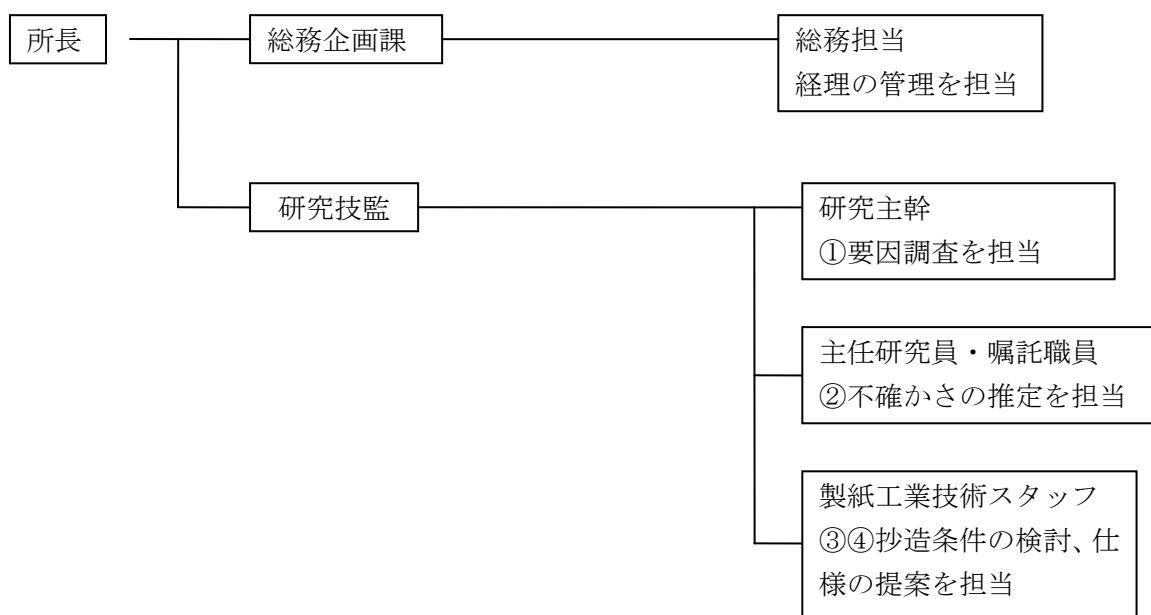 所長
総務企画課
総務担当
経理の管理を担当
研究技監
研究主幹
①要因調査を担当
主任研究員・嘱託職員
②不確かさの推定を担当
製紙工業技術スタッフ
③④抄造条件の検討、仕
様の提案を担当